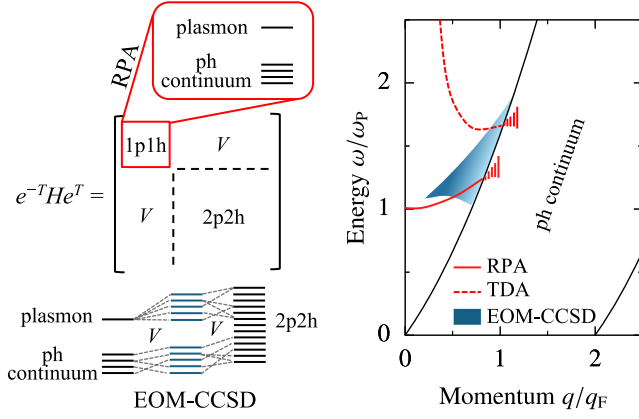 plasmon
ph
continuum
RPA
1p1h
V
e^{-T}He^{T} =
V
2p2h
plasmon
V
V
2p2h
ph
continuum
EOM-CCSD
2
1
0
Energy ω/ω_P
ph continuum
RPA
TDA
EOM-CCSD
0
1
2
Momentum q/q_F